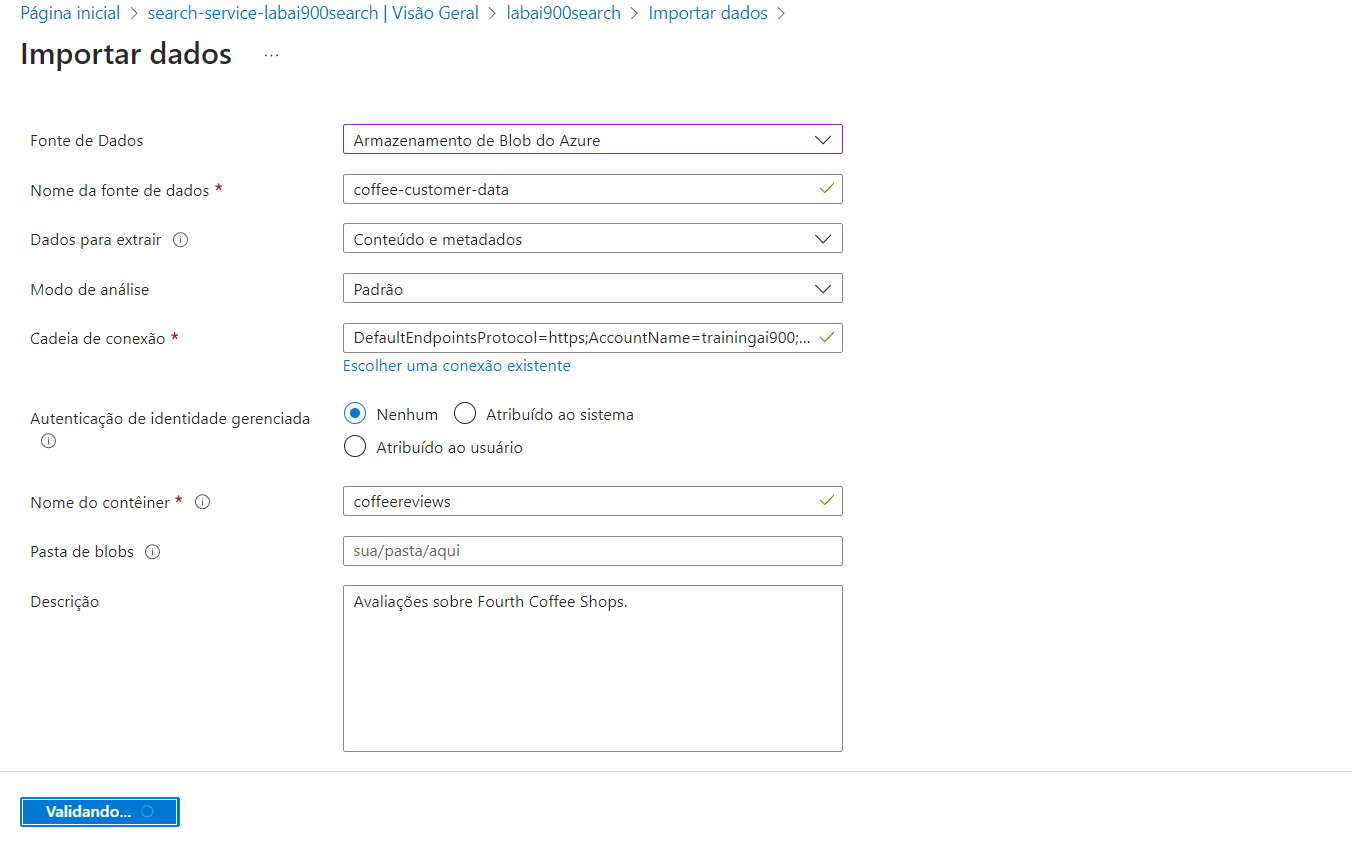 Página inicial > search-service-labai900search | Visão Geral > labai900search > Importar dados >
Importar dados ...
Fonte de Dados
Armazenamento de Blob do Azure
Nome da fonte de dados *
coffee-customer-data
Dados para extrair
Conteúdo e metadados
Modo de análise
Padrão
Cadeia de conexão *
DefaultEndpointsProtocol=https;AccountName=trainingai900;...
Escolher uma conexão existente
Autenticação de identidade gerenciada
Nenhum
Atribuído ao sistema
Atribuído ao usuário
Nome do contêiner *
coffeereviews
Pasta de blobs
sua/pasta/aqui
Descrição
Avaliações sobre Fourth Coffee Shops.
Validando...